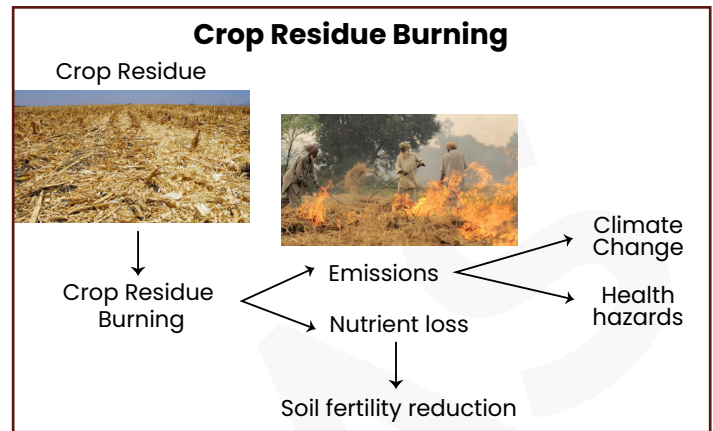 Crop Residue Burning
Crop Residue
Crop Residue
Burning
Emissions
Nutrient loss
Climate
Change
Health
hazards
Soil fertility reduction